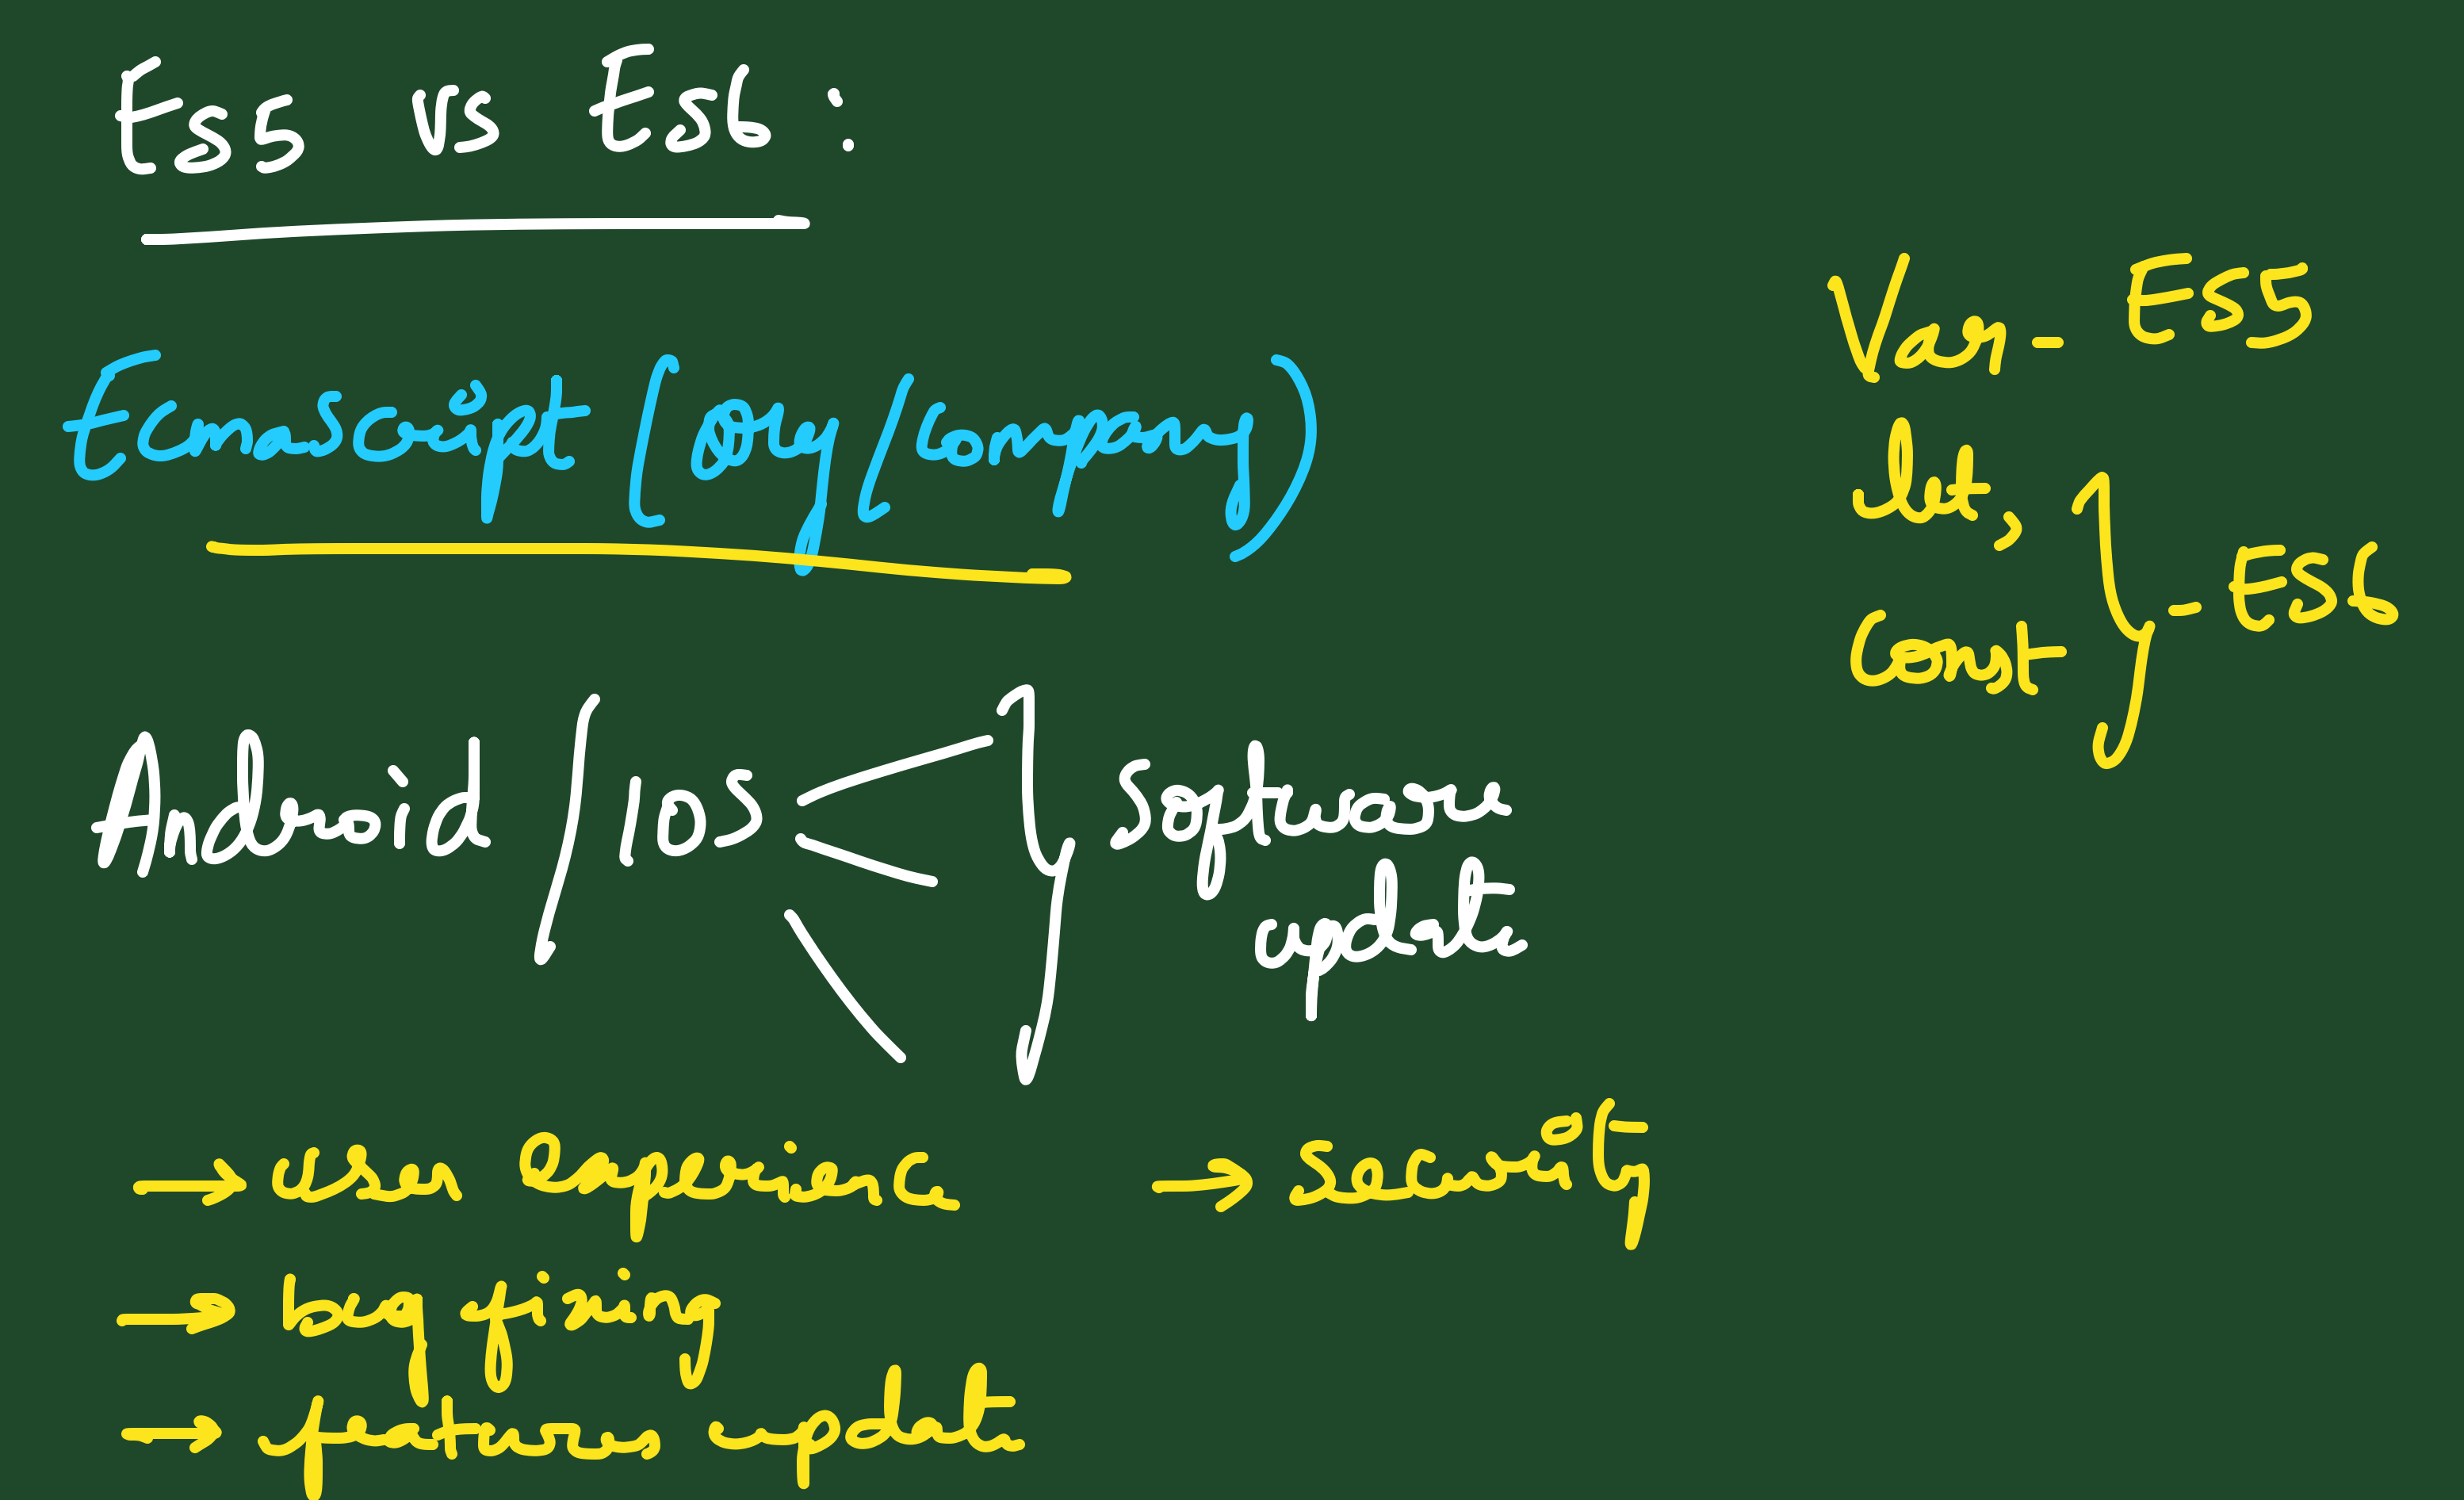 Es5 vs Es6 :
Ecmascript (org/company)
Var - ES5
let,
Const } - ES6
Android / IOS } software
update
→ user experience → security
→ bug fixing
→ features update